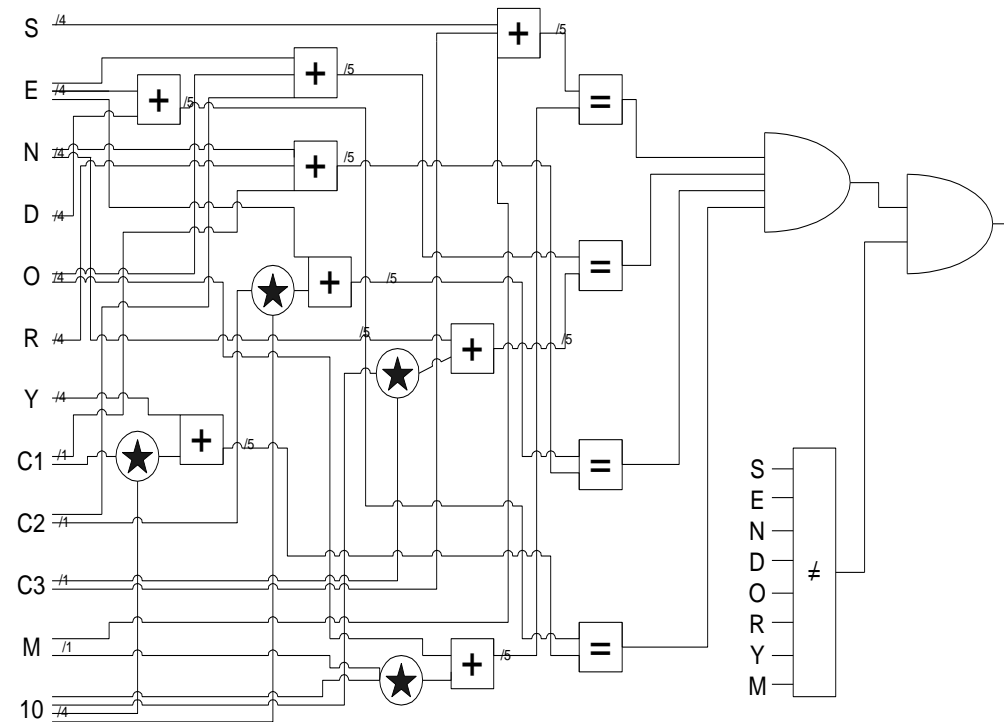 S /4 + /5
E /4 + /5 + /5 =
N /4 + /5
D /4
O /4 + /5 =
R /4 /5 + /5
Y /4
C1 /1 + /5 = S
C2 /1 E
N
D
C3 /1 ≠
O
M /1 + /5 = R
Y
10 /4 M